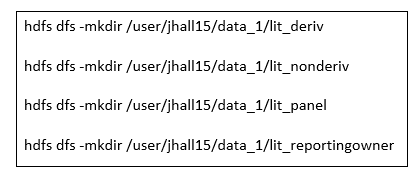 hdfs dfs -mkdir /user/jhall15/data_1/lit_deriv
hdfs dfs -mkdir /user/jhall15/data_1/lit_nonderiv
hdfs dfs -mkdir /user/jhall15/data_1/lit_panel
hdfs dfs -mkdir /user/jhall15/data_1/lit_reportingowner